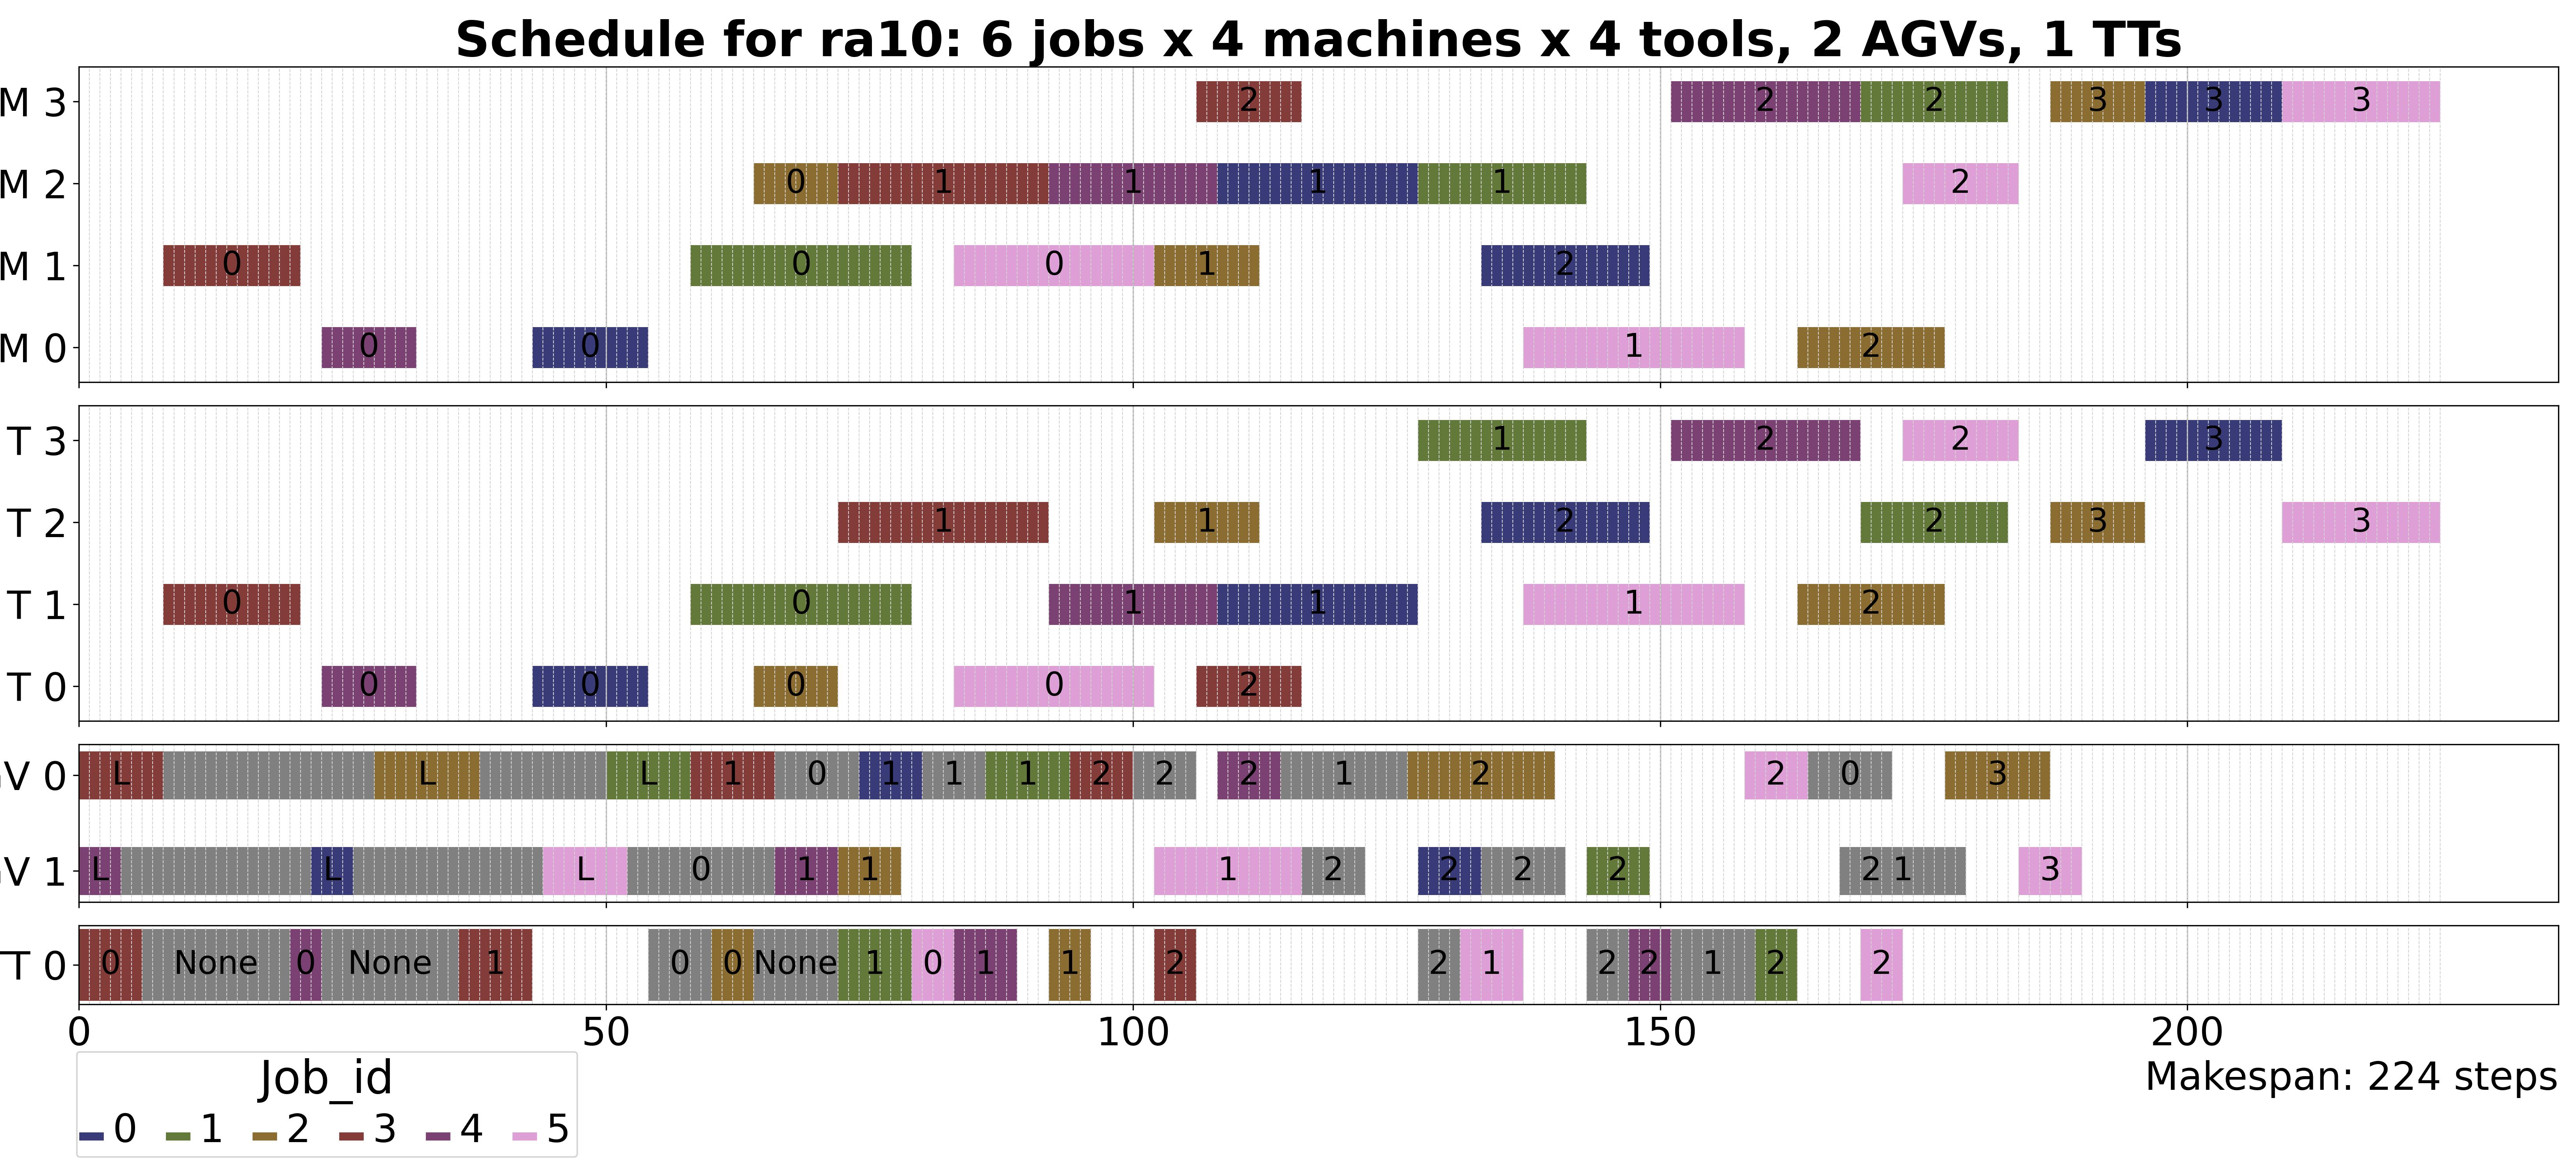 Schedule for ra10: 6 jobs x 4 machines x 4 tools, 2 AGVs, 1 TTs
M 3 2 2 2 3 3 3
M 2 0 1 1 1 1 2
M 1 0 0 0 1 2
M 0 0 0 1 2
T 3 1 2 2 3
T 2 1 1 2 2 3 3
T 1 0 0 1 1 1 2
T 0 0 0 0 0 2
V 0 L L L 1 0 1 1 1 2 2 2 1 2 2 0 3
V 1 L L L 0 1 1 1 2 2 2 2 2 1 3
T 0 0 None 0 None 1 0 0 None 1 0 1 1 2 2 1 2 2 1 2 2
0 50 100 150 200
Job_id
0 1 2 3 4 5
Makespan: 224 steps